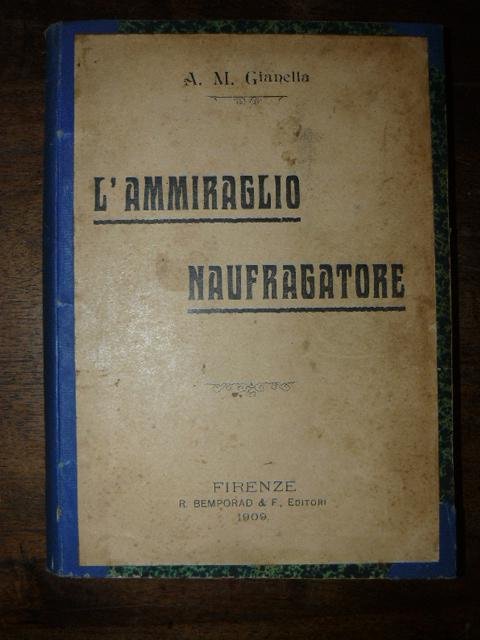 A. M. Gianella
L'AMMIRAGLIO
NAUFRAGATORE
FIRENZE
R. BEMPORAD & F., EDITORI
1909